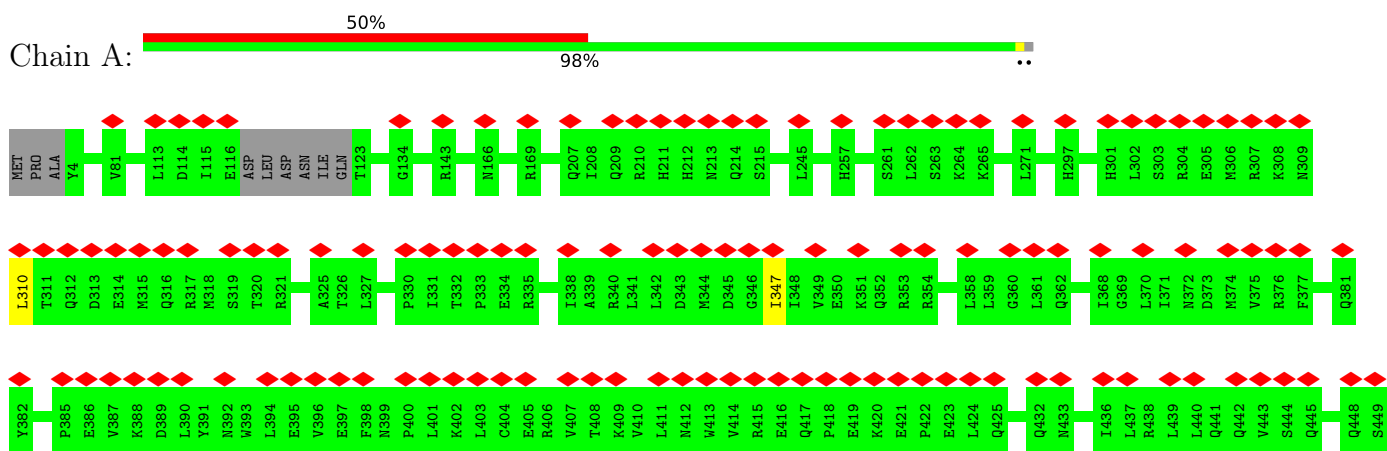 50%
Chain A:
98%
••
MET PRO ALA Y4 V81 L113 D114 I115 E116 ASP LEU ASP ASN ILE GLN T123 G134 R143 N166 R169 Q207 I208 Q209 R210 H211 H212 N213 Q214 S215 L245 H257 S261 L262 S263 K264 K265 L271 H297 H301 L302 S303 R304 E305 M306 R307 K308 N309
L310 T311 Q312 D313 E314 M315 Q316 R317 M318 S319 T320 R321 A325 T326 L327 P330 I331 T332 P333 E334 R335 I338 A339 R340 L341 L342 D343 M344 D345 G346 I347 I348 V349 E350 K351 Q352 R353 R354 L358 L359 G360 L361 Q362 I368 G369 L370 I371 N372 D373 M374 V375 R376 F377 Q381
Y382 P385 E386 V387 K388 D389 L390 Y391 N392 W393 L394 E395 V396 E397 F398 N399 P400 L401 K402 L403 C404 E405 R406 V407 T408 K409 V410 L411 N412 W413 V414 R415 E416 Q417 P418 E419 K420 E421 P422 E423 L424 Q425 Q432 N433 I436 L437 R438 L439 L440 Q441 Q442 V443 S444 Q445 Q448 S449